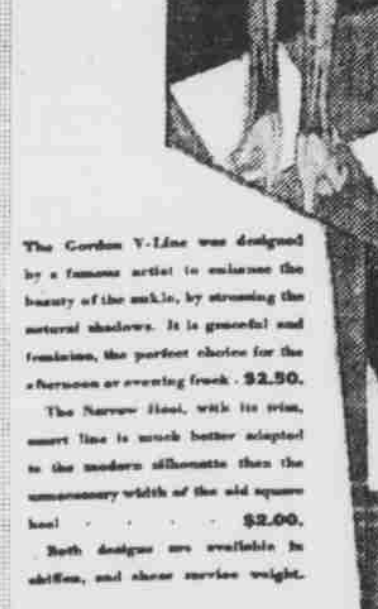 The Gordon V-Line was designed
by a famous artist to enhance the
beauty of the ankle, by stressing the
natural shadows. It is graceful and
feminine, the perfect choice for the
afternoon or evening frock - $2.50.
The Narrow Heel, with its trim,
smart line is much better adapted
to the modern silhouette than the
unnecessary width of the old square
heel - - - - $2.00.
Both designs are available in
chiffon, and sheer service weight.